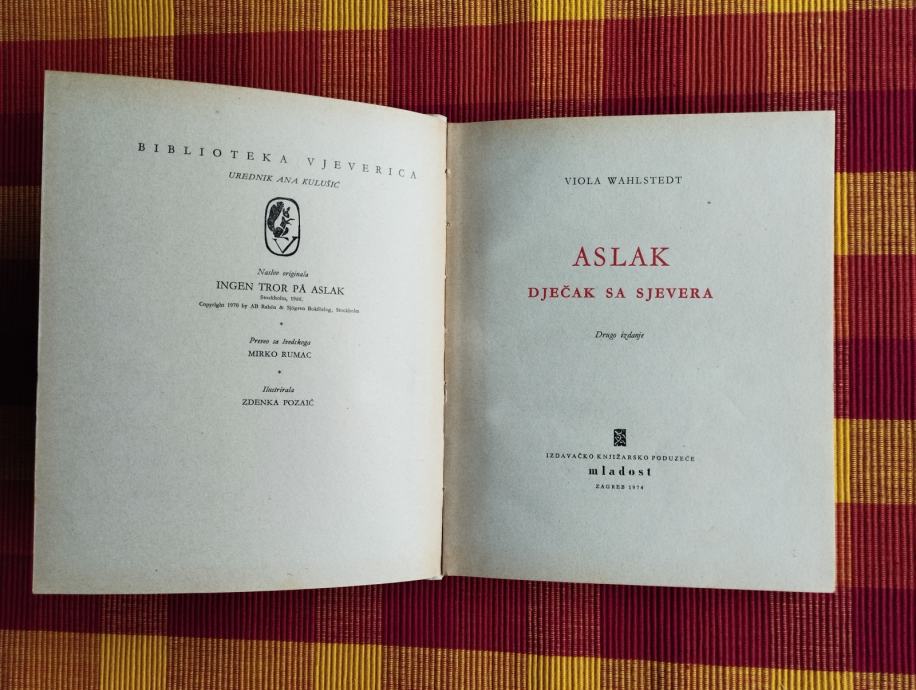 BIBLIOTEKA VJEVERICA
UREDNIK ANA KULUŠIĆ
Naslov originala
INGEN TROR PÅ ASLAK
Stockholm, 1966.
Copyright 1970 by AB Rabén & Sjögren Bokförlag, Stockholm
*
Preveo sa švedskoga
MIRKO RUMAC
*
Ilustrirala
ZDENKA POZAIĆ
VIOLA WAHLSTEDT
ASLAK
DJEČAK SA SJEVERA
Drugo izdanje
IZDAVAČKO KNJIŽARSKO PODUZEĆE
mladost
ZAGREB 1974